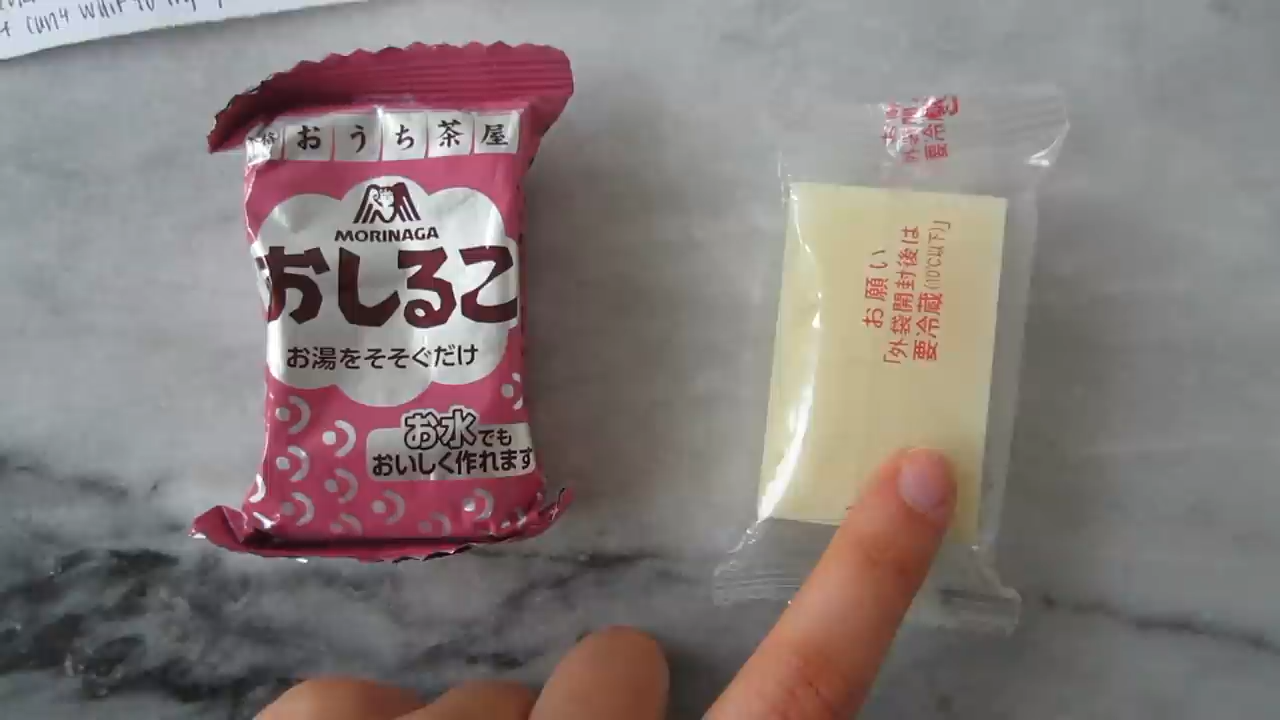 おうち茶屋
MORINAGA
おしるこ
お湯をそそぐだけ
お水でも
おいしく作れます
お願い
「外袋開封後は
要冷蔵(10℃以下)」